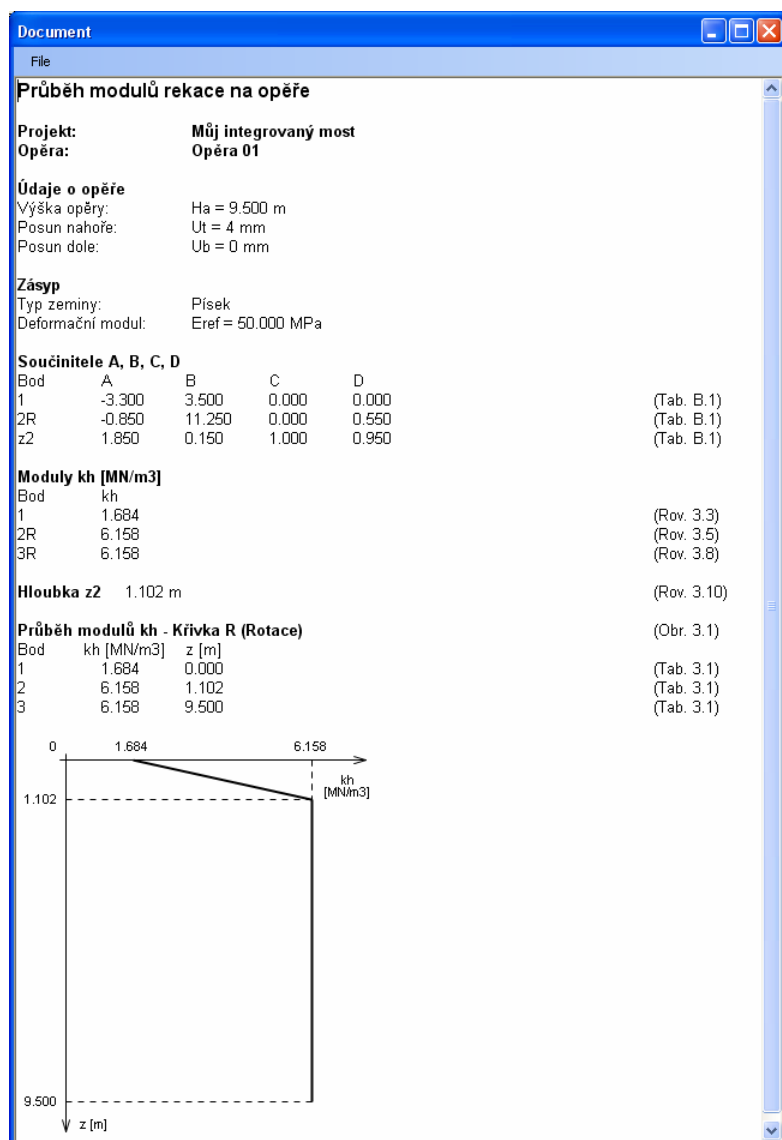 Document
File
Průběh modulů rekace na opěře
Projekt: Můj integrovaný most
Opěra: Opěra 01
Údaje o opěře
Výška opěry: Ha = 9.500 m
Posun nahoře: Ut = 4 mm
Posun dole: Ub = 0 mm
Zásyp
Typ zeminy: Písek
Deformační modul: Eref = 50.000 MPa
Součinitele A, B, C, D
Bod A B C D
1 -3.300 3.500 0.000 0.000 (Tab. B.1)
2R -0.850 11.250 0.000 0.550 (Tab. B.1)
z2 1.850 0.150 1.000 0.950 (Tab. B.1)
Moduly kh [MN/m3]
Bod kh
1 1.684 (Rov. 3.3)
2R 6.158 (Rov. 3.5)
3R 6.158 (Rov. 3.8)
Hloubka z2 1.102 m (Rov. 3.10)
Průběh modulů kh - Křivka R (Rotace) (Obr. 3.1)
Bod kh [MN/m3] z [m]
1 1.684 0.000 (Tab. 3.1)
2 6.158 1.102 (Tab. 3.1)
3 6.158 9.500 (Tab. 3.1)
0 1.684 6.158
kh
[MN/m3]
1.102
9.500
z [m]